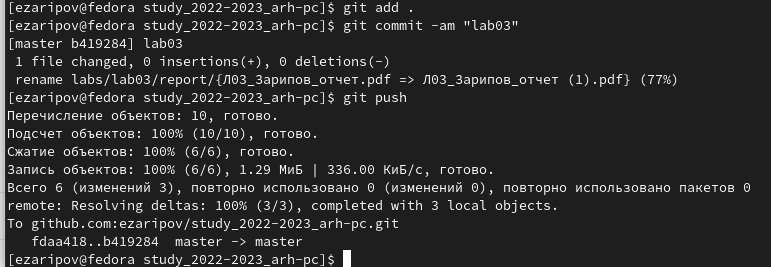 [ezaripov@fedora study_2022-2023_arh-pc]$ git add .
[ezaripov@fedora study_2022-2023_arh-pc]$ git commit -am "lab03"
[master b419284] lab03
 1 file changed, 0 insertions(+), 0 deletions(-)
 rename labs/lab03/report/{Л03_Зарипов_отчет.pdf => Л03_Зарипов_отчет (1).pdf} (77%)
[ezaripov@fedora study_2022-2023_arh-pc]$ git push
Перечисление объектов: 10, готово.
Подсчет объектов: 100% (10/10), готово.
Сжатие объектов: 100% (6/6), готово.
Запись объектов: 100% (6/6), 1.29 МиБ | 336.00 КиБ/с, готово.
Всего 6 (изменений 3), повторно использовано 0 (изменений 0), повторно использовано пакетов 0
remote: Resolving deltas: 100% (3/3), completed with 3 local objects.
To github.com:ezaripov/study_2022-2023_arh-pc.git
   fdaa418..b419284  master -> master
[ezaripov@fedora study_2022-2023_arh-pc]$